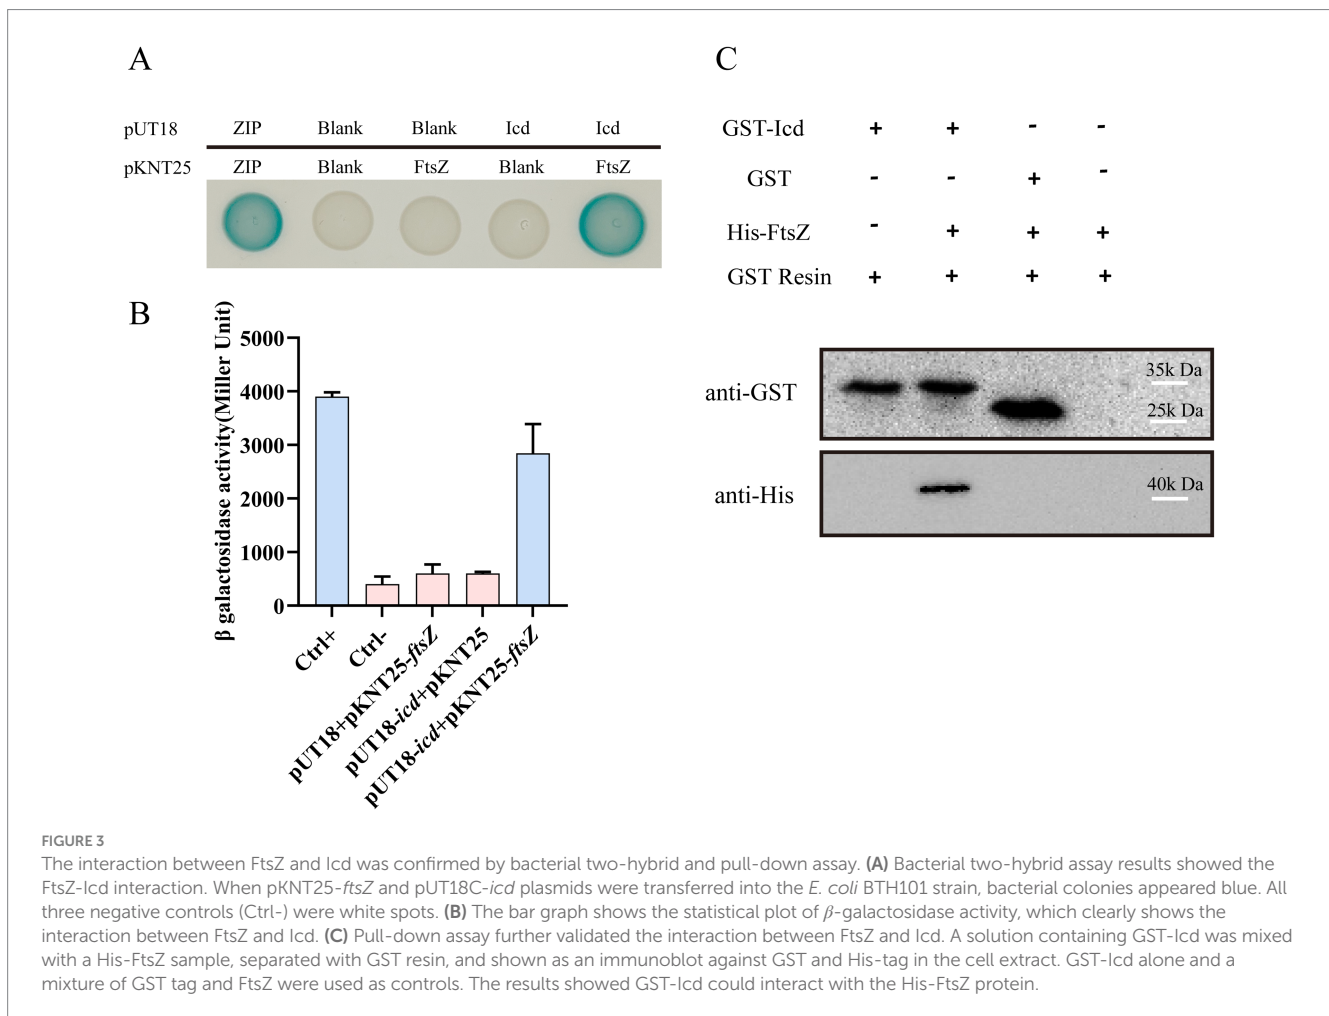 A
pUT18 ZIP Blank Blank Icd Icd
pKNT25 ZIP Blank FtsZ Blank FtsZ
B
β galactosidase activity(Miller Unit)
5000
4000
3000
2000
1000
0
Ctrl+
Ctrl-
pUT18+pKNT25-ftsZ
pUT18-icd+pKNT25
pUT18-icd+pKNT25-ftsZ
C
GST-Icd + + - -
GST - - + -
His-FtsZ - + + +
GST Resin + + + +
anti-GST
35k Da
25k Da
anti-His
40k Da
FIGURE 3
The interaction between FtsZ and Icd was confirmed by bacterial two-hybrid and pull-down assay. (A) Bacterial two-hybrid assay results showed the
FtsZ-Icd interaction. When pKNT25-ftsZ and pUT18C-icd plasmids were transferred into the E. coli BTH101 strain, bacterial colonies appeared blue. All
three negative controls (Ctrl-) were white spots. (B) The bar graph shows the statistical plot of β-galactosidase activity, which clearly shows the
interaction between FtsZ and Icd. (C) Pull-down assay further validated the interaction between FtsZ and Icd. A solution containing GST-Icd was mixed
with a His-FtsZ sample, separated with GST resin, and shown as an immunoblot against GST and His-tag in the cell extract. GST-Icd alone and a
mixture of GST tag and FtsZ were used as controls. The results showed GST-Icd could interact with the His-FtsZ protein.